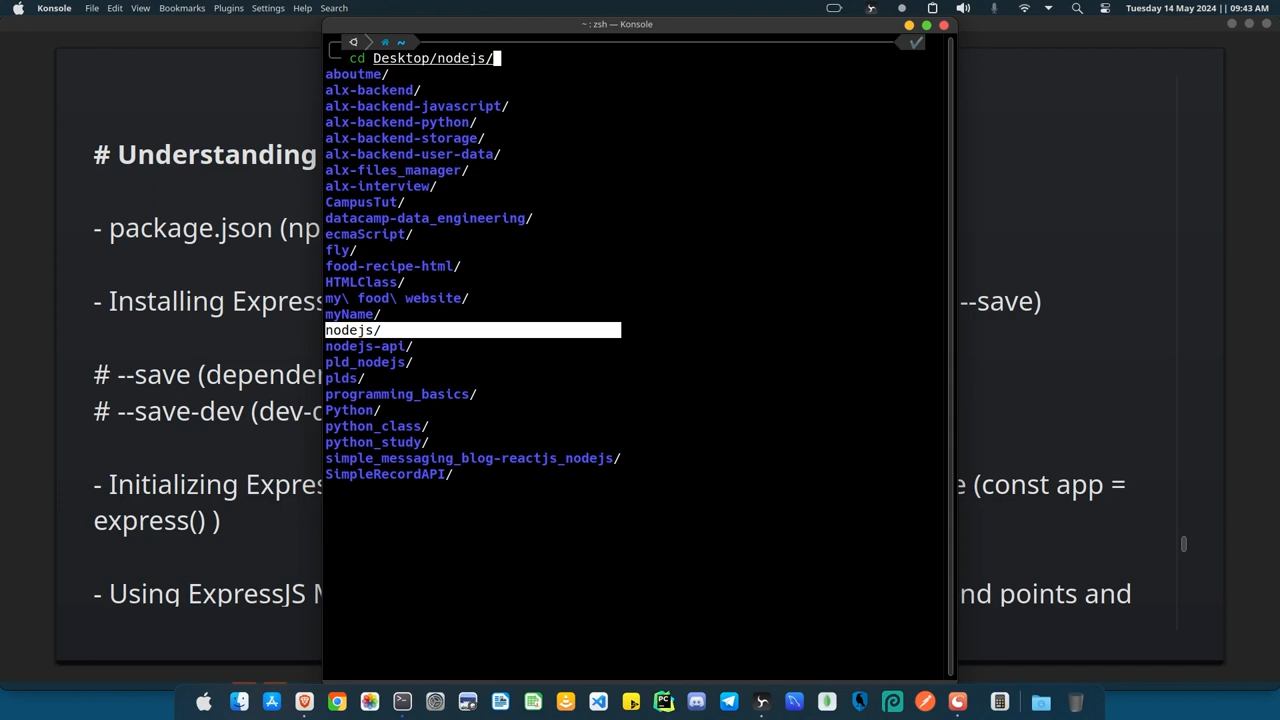 Konsole File Edit View Bookmarks Plugins Settings Help Search Tuesday 14 May 2024 || 09:43 AM
~ : zsh — Konsole
~
cd Desktop/nodejs/
aboutme/
alx-backend/
alx-backend-javascript/
alx-backend-python/
alx-backend-storage/
alx-backend-user-data/
alx-files_manager/
alx-interview/
CampusTut/
datacamp-data_engineering/
ecmaScript/
fly/
food-recipe-html/
HTMLClass/
my\ food\ website/
myName/
nodejs/
nodejs-api/
pld_nodejs/
plds/
programming_basics/
Python/
python_class/
python_study/
simple_messaging_blog-reactjs_nodejs/
SimpleRecordAPI/
# Understanding
- package.json (np
- Installing Express --save)
# --save (depender
# --save-dev (dev-d
- Initializing Expres e (const app =
express() )
- Using ExpressJS M nd points and